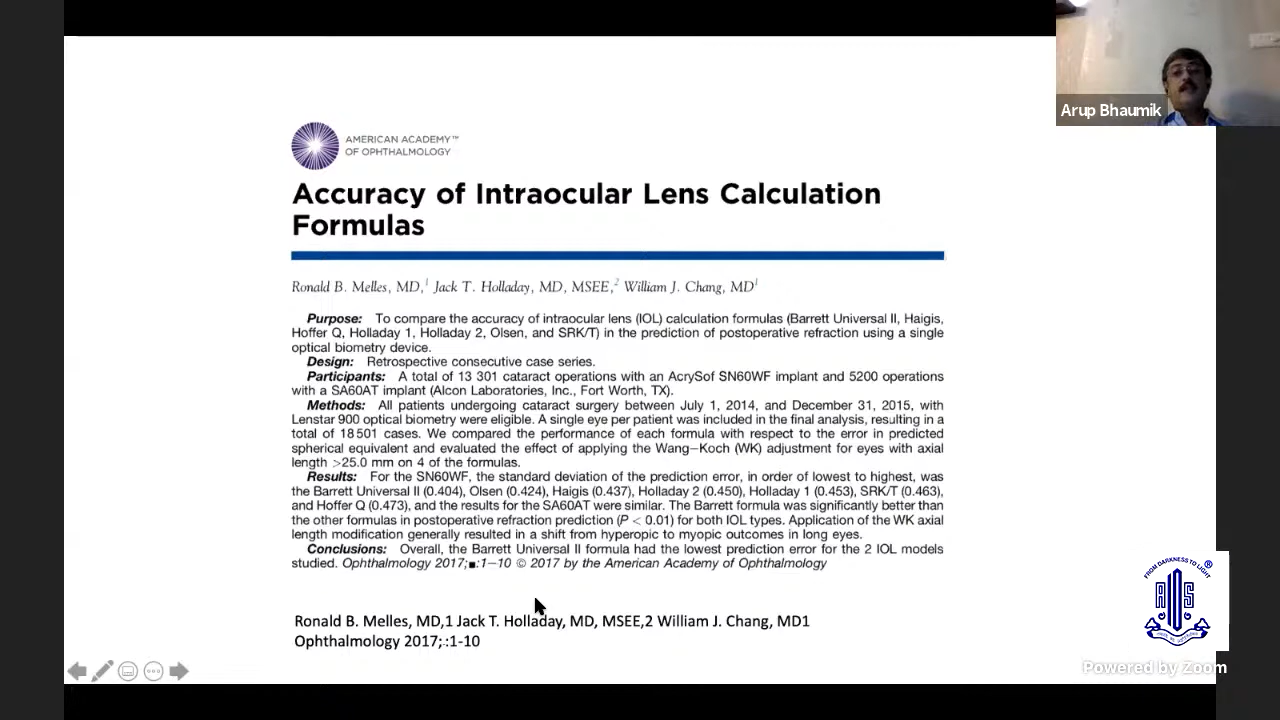 AMERICAN ACADEMY™
OF OPHTHALMOLOGY
Arup Bhaumik
Accuracy of Intraocular Lens Calculation
Formulas
Ronald B. Melles, MD,1 Jack T. Holladay, MD, MSEE,2 William J. Chang, MD1
Purpose: To compare the accuracy of intraocular lens (IOL) calculation formulas (Barrett Universal II, Haigis,
Hoffer Q, Holladay 1, Holladay 2, Olsen, and SRK/T) in the prediction of postoperative refraction using a single
optical biometry device.
Design: Retrospective consecutive case series.
Participants: A total of 13 301 cataract operations with an AcrySof SN60WF implant and 5200 operations
with a SA60AT implant (Alcon Laboratories, Inc., Fort Worth, TX).
Methods: All patients undergoing cataract surgery between July 1, 2014, and December 31, 2015, with
Lenstar 900 optical biometry were eligible. A single eye per patient was included in the final analysis, resulting in a
total of 18 501 cases. We compared the performance of each formula with respect to the error in predicted
spherical equivalent and evaluated the effect of applying the Wang–Koch (WK) adjustment for eyes with axial
length >25.0 mm on 4 of the formulas.
Results: For the SN60WF, the standard deviation of the prediction error, in order of lowest to highest, was
the Barrett Universal II (0.404), Olsen (0.424), Haigis (0.437), Holladay 2 (0.450), Holladay 1 (0.453), SRK/T (0.463),
and Hoffer Q (0.473), and the results for the SA60AT were similar. The Barrett formula was significantly better than
the other formulas in postoperative refraction prediction (P < 0.01) for both IOL types. Application of the WK axial
length modification generally resulted in a shift from hyperopic to myopic outcomes in long eyes.
Conclusions: Overall, the Barrett Universal II formula had the lowest prediction error for the 2 IOL models
studied. Ophthalmology 2017;■:1–10 © 2017 by the American Academy of Ophthalmology
Ronald B. Melles, MD,1 Jack T. Holladay, MD, MSEE,2 William J. Chang, MD1
Ophthalmology 2017;:1-10
FROM DARKNESS TO LIGHT ®
Powered by Zoom